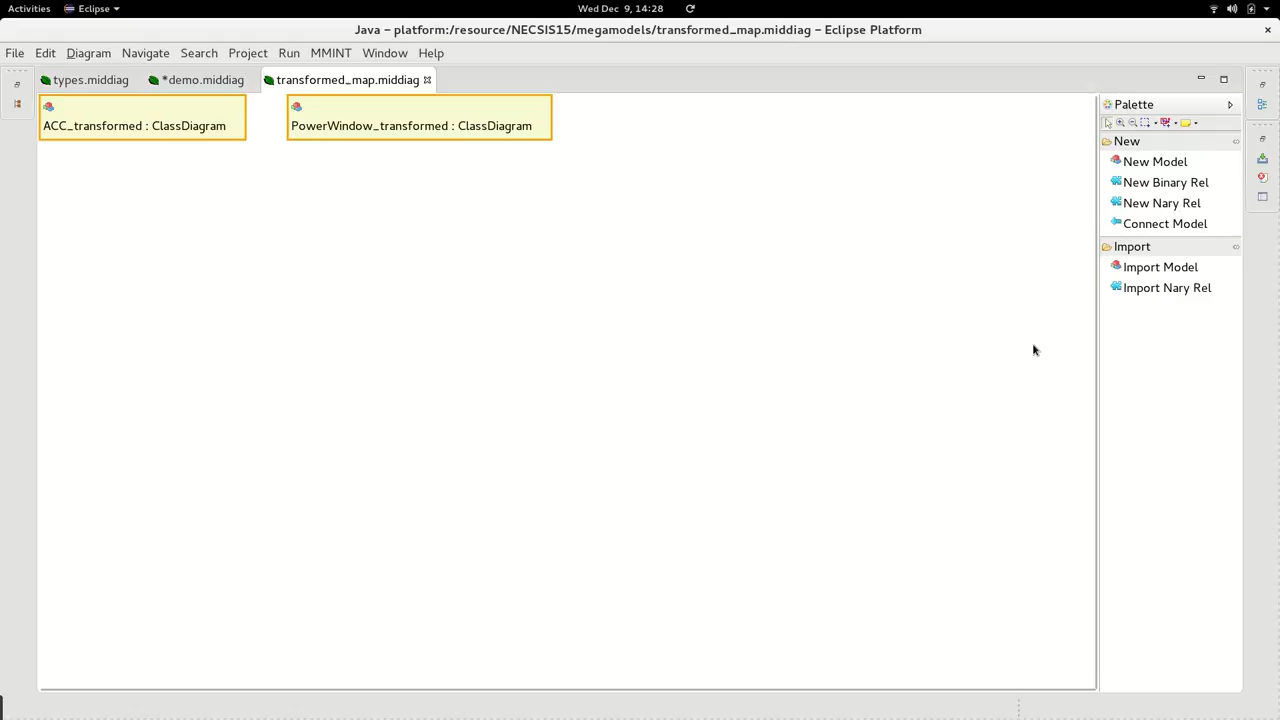 Activities Eclipse Wed Dec 9, 14:28
Java – platform:/resource/NECSIS15/megamodels/transformed_map.middiag – Eclipse Platform
File Edit Diagram Navigate Search Project Run MMINT Window Help
types.middiag *demo.middiag transformed_map.middiag
ACC_transformed : ClassDiagram PowerWindow_transformed : ClassDiagram
Palette
New
New Model
New Binary Rel
New Nary Rel
Connect Model
Import
Import Model
Import Nary Rel